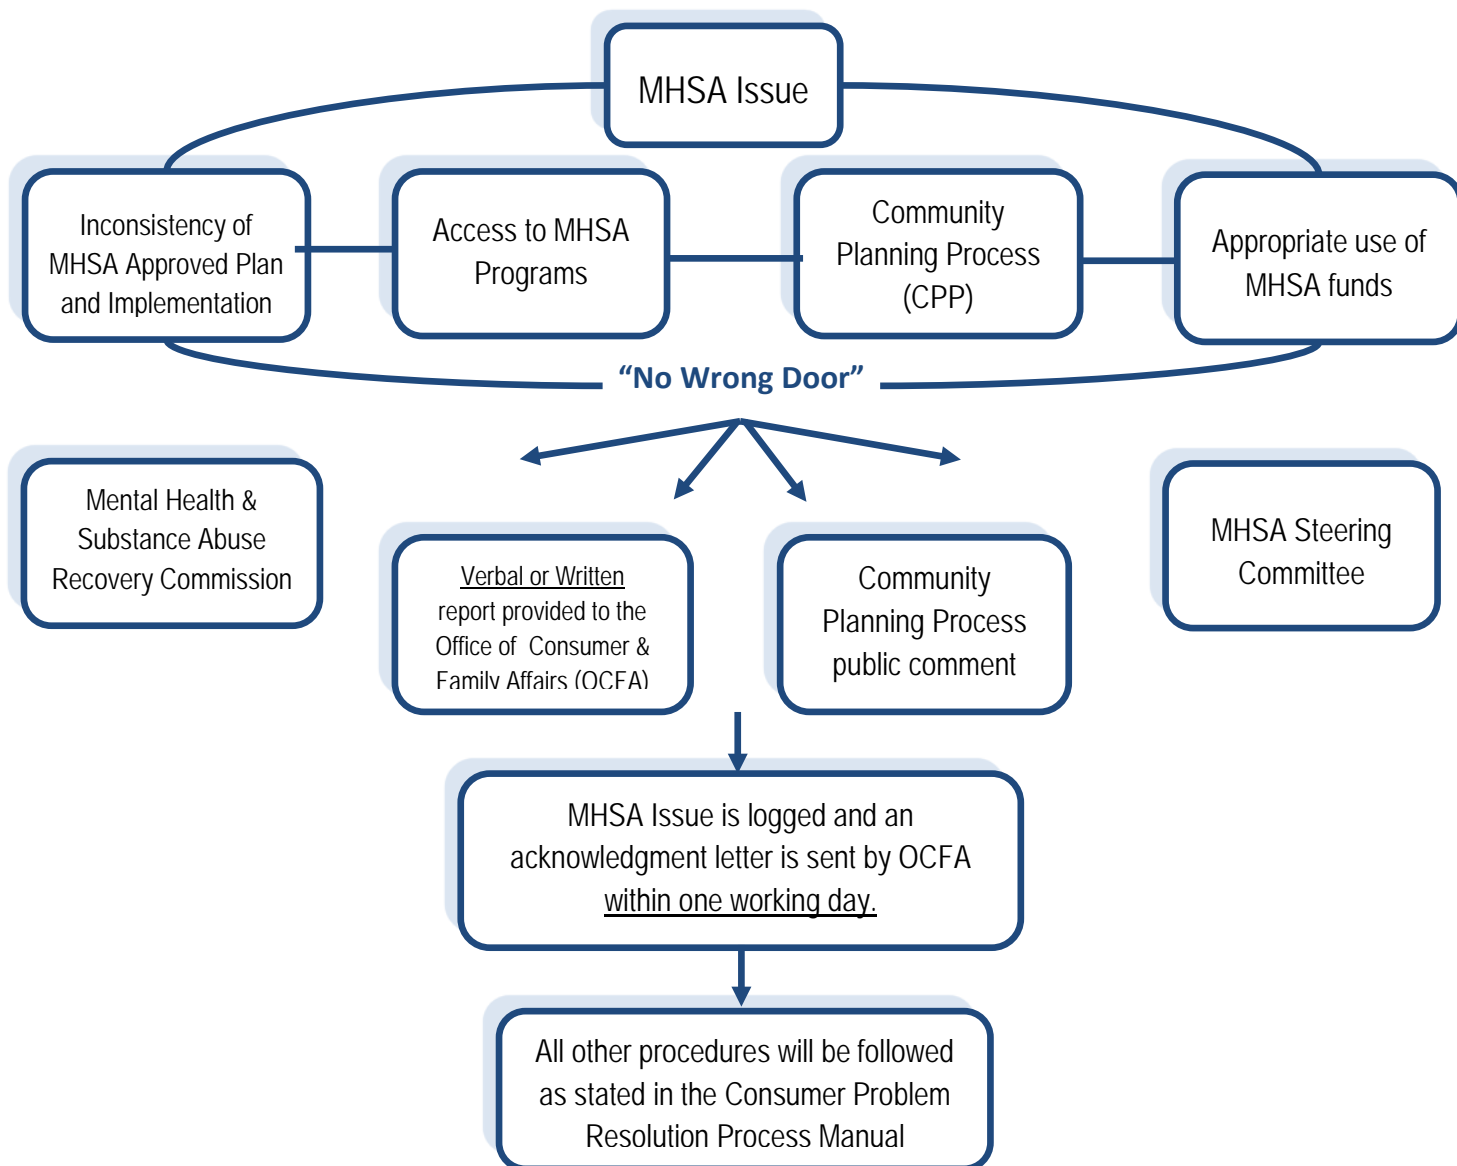 MHSA Issue
Inconsistency of
MHSA Approved Plan
and Implementation
Access to MHSA
Programs
Community
Planning Process
(CPP)
Appropriate use of
MHSA funds
“No Wrong Door”
Mental Health &
Substance Abuse
Recovery Commission
Verbal or Written
report provided to the
Office of Consumer &
Family Affairs (OCFA)
Community
Planning Process
public comment
MHSA Steering
Committee
MHSA Issue is logged and an
acknowledgment letter is sent by OCFA
within one working day.
All other procedures will be followed
as stated in the Consumer Problem
Resolution Process Manual